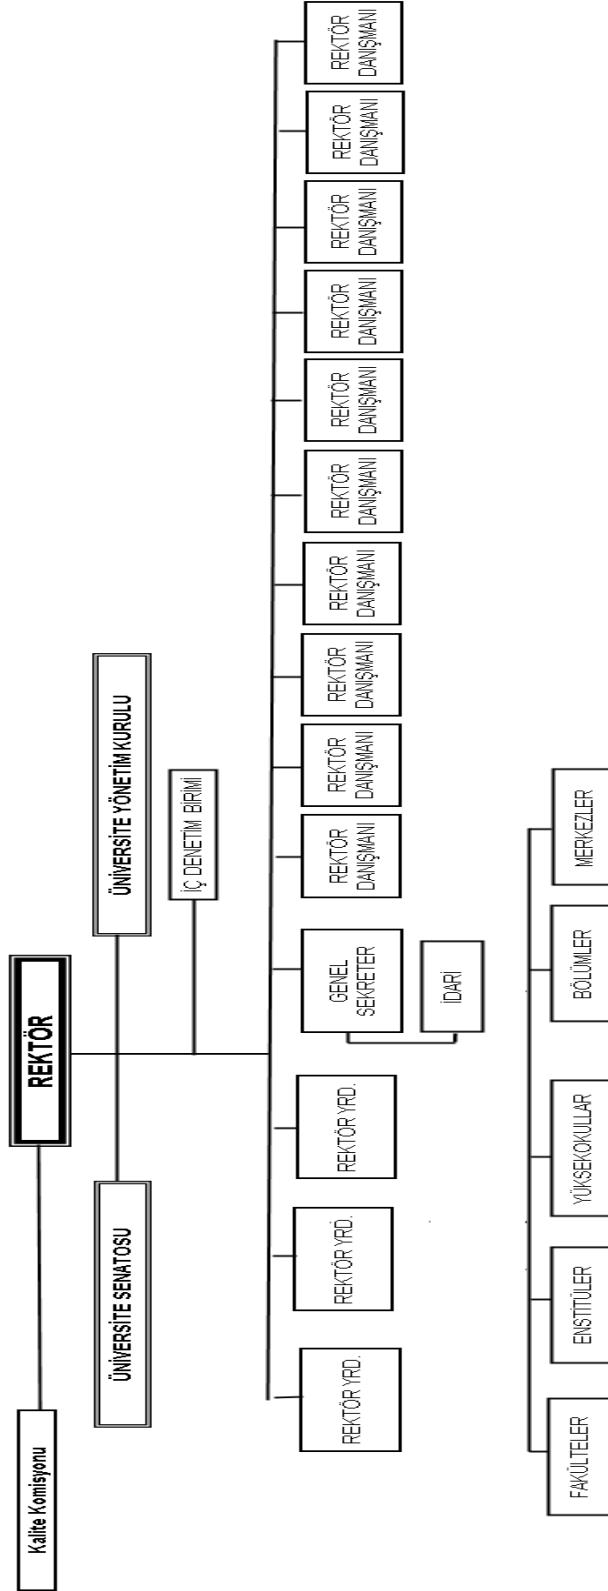 Kalite Komisyonu
REKTÖR
ÜNİVERSİTE SENATOSU
ÜNİVERSİTE YÖNETİM KURULU
İÇ DENETİM BİRİMİ
REKTÖR YRD.
REKTÖR YRD.
REKTÖR YRD.
GENEL
SEKRETER
REKTÖR
DANIŞMANI
REKTÖR
DANIŞMANI
REKTÖR
DANIŞMANI
REKTÖR
DANIŞMANI
REKTÖR
DANIŞMANI
REKTÖR
DANIŞMANI
REKTÖR
DANIŞMANI
REKTÖR
DANIŞMANI
REKTÖR
DANIŞMANI
REKTÖR
DANIŞMANI
İDARİ
FAKÜLTELER
ENSTİTÜLER
YÜKSEKOKULLAR
BÖLÜMLER
MERKEZLER